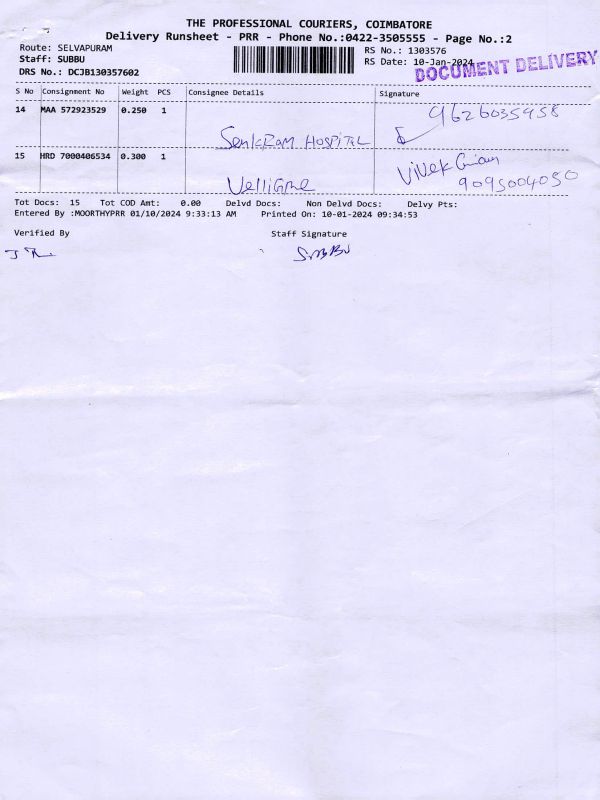 THE PROFESSIONAL COURIERS, COIMBATORE
Delivery Runsheet - PRR - Phone No.:0422-3505555 - Page No.:2
Route: SELVAPURAM
RS No.: 1303576
Staff: SUBBU
RS Date: 10-Jan-2024
DRS No.: DCJB130357602
DOCUMENT DELIVERY
S No Consignment No Weight PCS Consignee Details Signature
14 MAA 572923529 0.250 1 HOSPITAL 9626035458
15 HRD 7000406534 0.300 1 Vivek
9095004050
Tot Docs: 15 Tot COD Amt: 0.00 Delvd Docs: Non Delvd Docs: Delvy Pts:
Entered By :MOORTHYPRR 01/10/2024 9:33:13 AM Printed On: 10-01-2024 09:34:53
Verified By Staff Signature
SUBBU